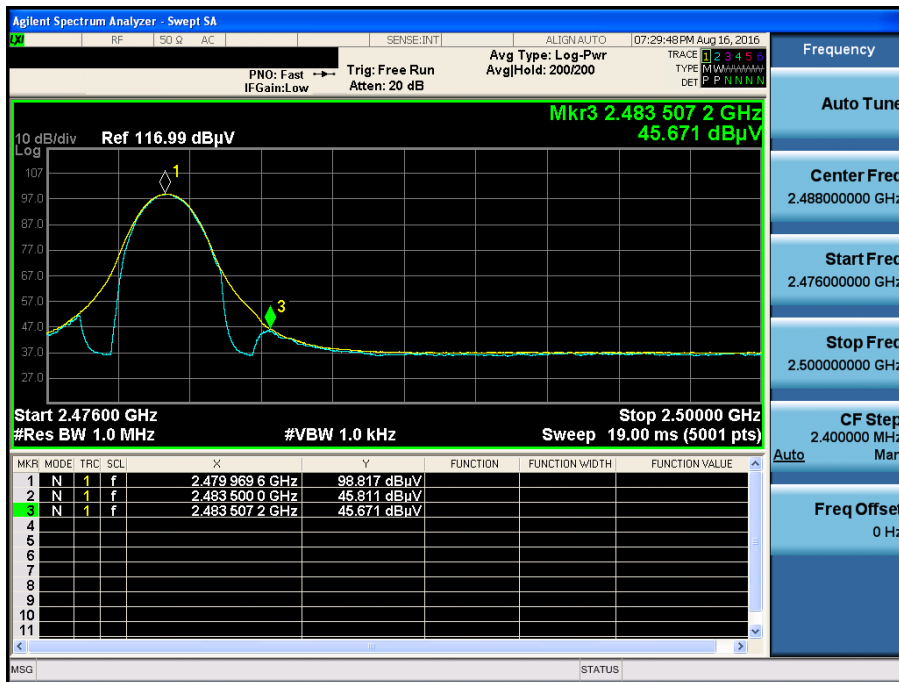 Agilent Spectrum Analyzer - Swept SA
LXI RF 50 Ω AC SENSE:INT ALIGN AUTO 07:29:48 PM Aug 16, 2016
PNO: Fast
IFGain:Low
Trig: Free Run
Atten: 20 dB
Avg Type: Log-Pwr
Avg|Hold: 200/200
TRACE 1 2 3 4 5 6
TYPE M WWWWW
DET P P N N N N
Mkr3 2.483 507 2 GHz
45.671 dBµV
10 dB/div Ref 116.99 dBµV
Log
107
97.0
87.0
77.0
67.0
57.0
47.0
37.0
27.0
1
3
Start 2.47600 GHz Stop 2.50000 GHz
#Res BW 1.0 MHz #VBW 1.0 kHz Sweep 19.00 ms (5001 pts)
MKR MODE TRC SCL X Y FUNCTION FUNCTION WIDTH FUNCTION VALUE
1 N 1 f 2.479 969 6 GHz 98.817 dBµV
2 N 1 f 2.483 500 0 GHz 45.811 dBµV
3 N 1 f 2.483 507 2 GHz 45.671 dBµV
4
5
6
7
8
9
10
11
MSG STATUS
Frequency
Auto Tune
Center Freq
2.488000000 GHz
Start Freq
2.476000000 GHz
Stop Freq
2.500000000 GHz
CF Step
2.400000 MHz
Auto Man
Freq Offset
0 Hz